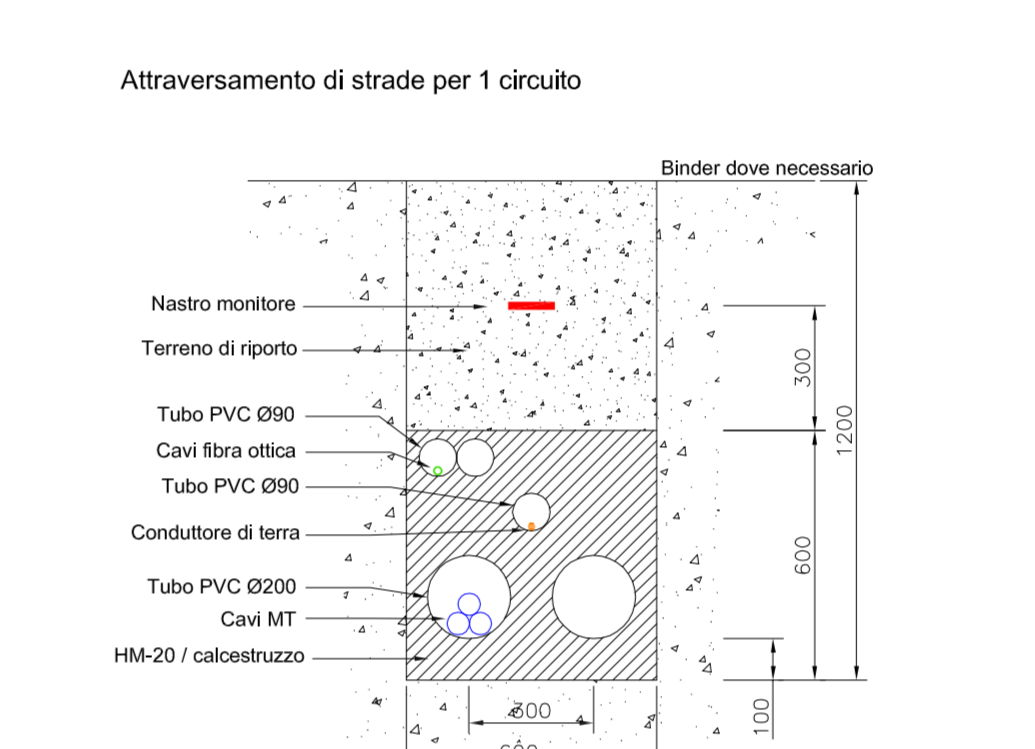 Attraversamento di strade per 1 circuito
Binder dove necessario
Nastro monitore
Terreno di riporto
300
Tubo PVC Ø90
1200
Cavi fibra ottica
Tubo PVC Ø90
Conduttore di terra
600
Tubo PVC Ø200
Cavi MT
HM-20 / calcestruzzo
300
100